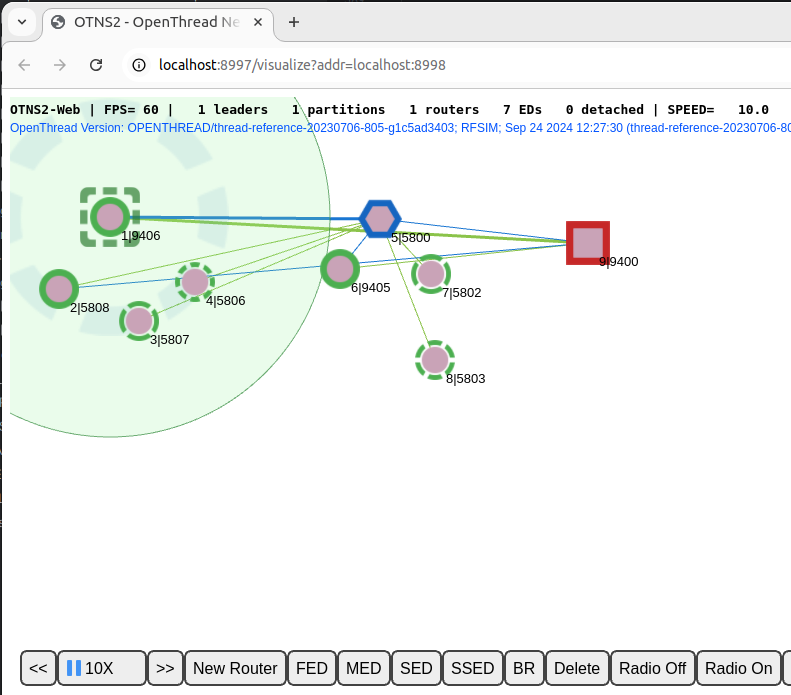 OTNS2 - OpenThread Ne
localhost:8997/visualize?addr=localhost:8998
OTNS2-Web | FPS= 60 | 1 leaders 1 partitions 1 routers 7 EDs 0 detached | SPEED= 10.0
OpenThread Version: OPENTHREAD/thread-reference-20230706-805-g1c5ad3403; RFSIM; Sep 24 2024 12:27:30 (thread-reference-20230706-80
1|9406
5|5800
9|9400
6|9405
7|5802
4|5806
2|5808
3|5807
8|5803
<< 10X >> New Router FED MED SED SSED BR Delete Radio Off Radio On